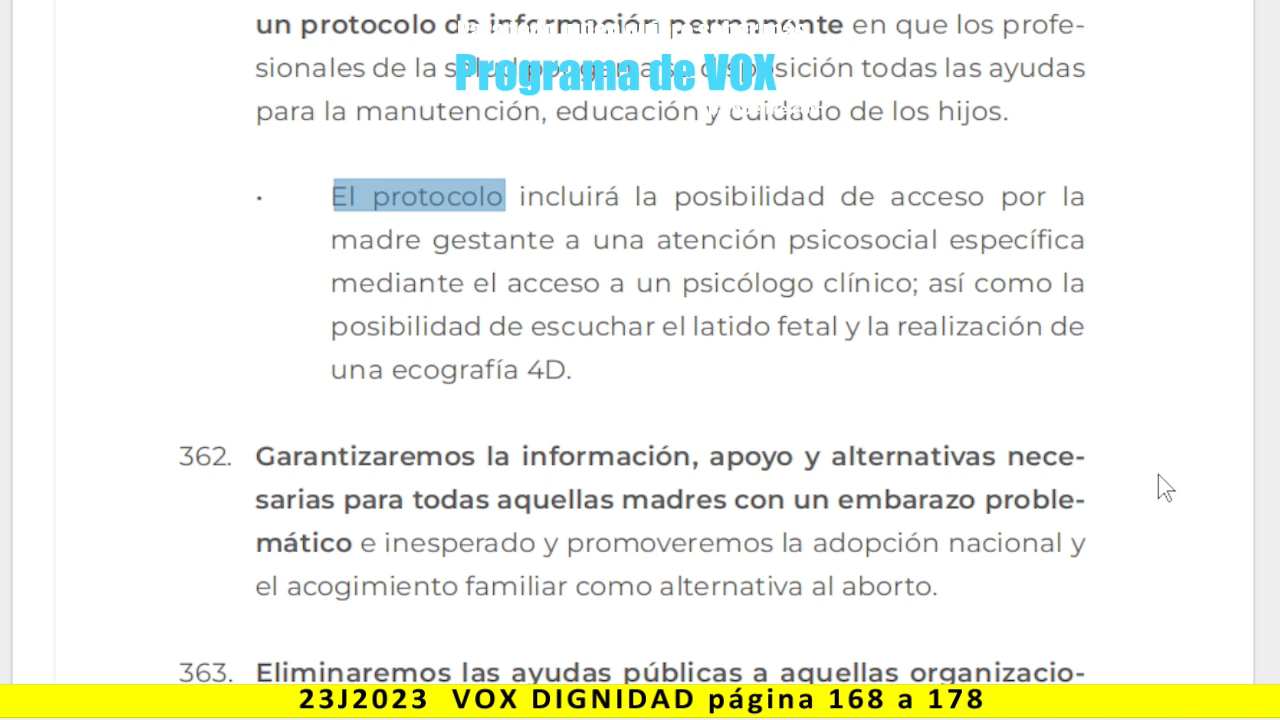 un protocolo de información permanente en que los profe-
Programa de VOX
sionales de la disposición todas las ayudas
para la manutención, educación y cuidado de los hijos.
· El protocolo incluirá la posibilidad de acceso por la
madre gestante a una atención psicosocial específica
mediante el acceso a un psicólogo clínico; así como la
posibilidad de escuchar el latido fetal y la realización de
una ecografía 4D.
362. Garantizaremos la información, apoyo y alternativas nece-
sarias para todas aquellas madres con un embarazo proble-
mático e inesperado y promoveremos la adopción nacional y
el acogimiento familiar como alternativa al aborto.
363. Eliminaremos las ayudas públicas a aquellas organizacio-
23J2023 VOX DIGNIDAD página 168 a 178